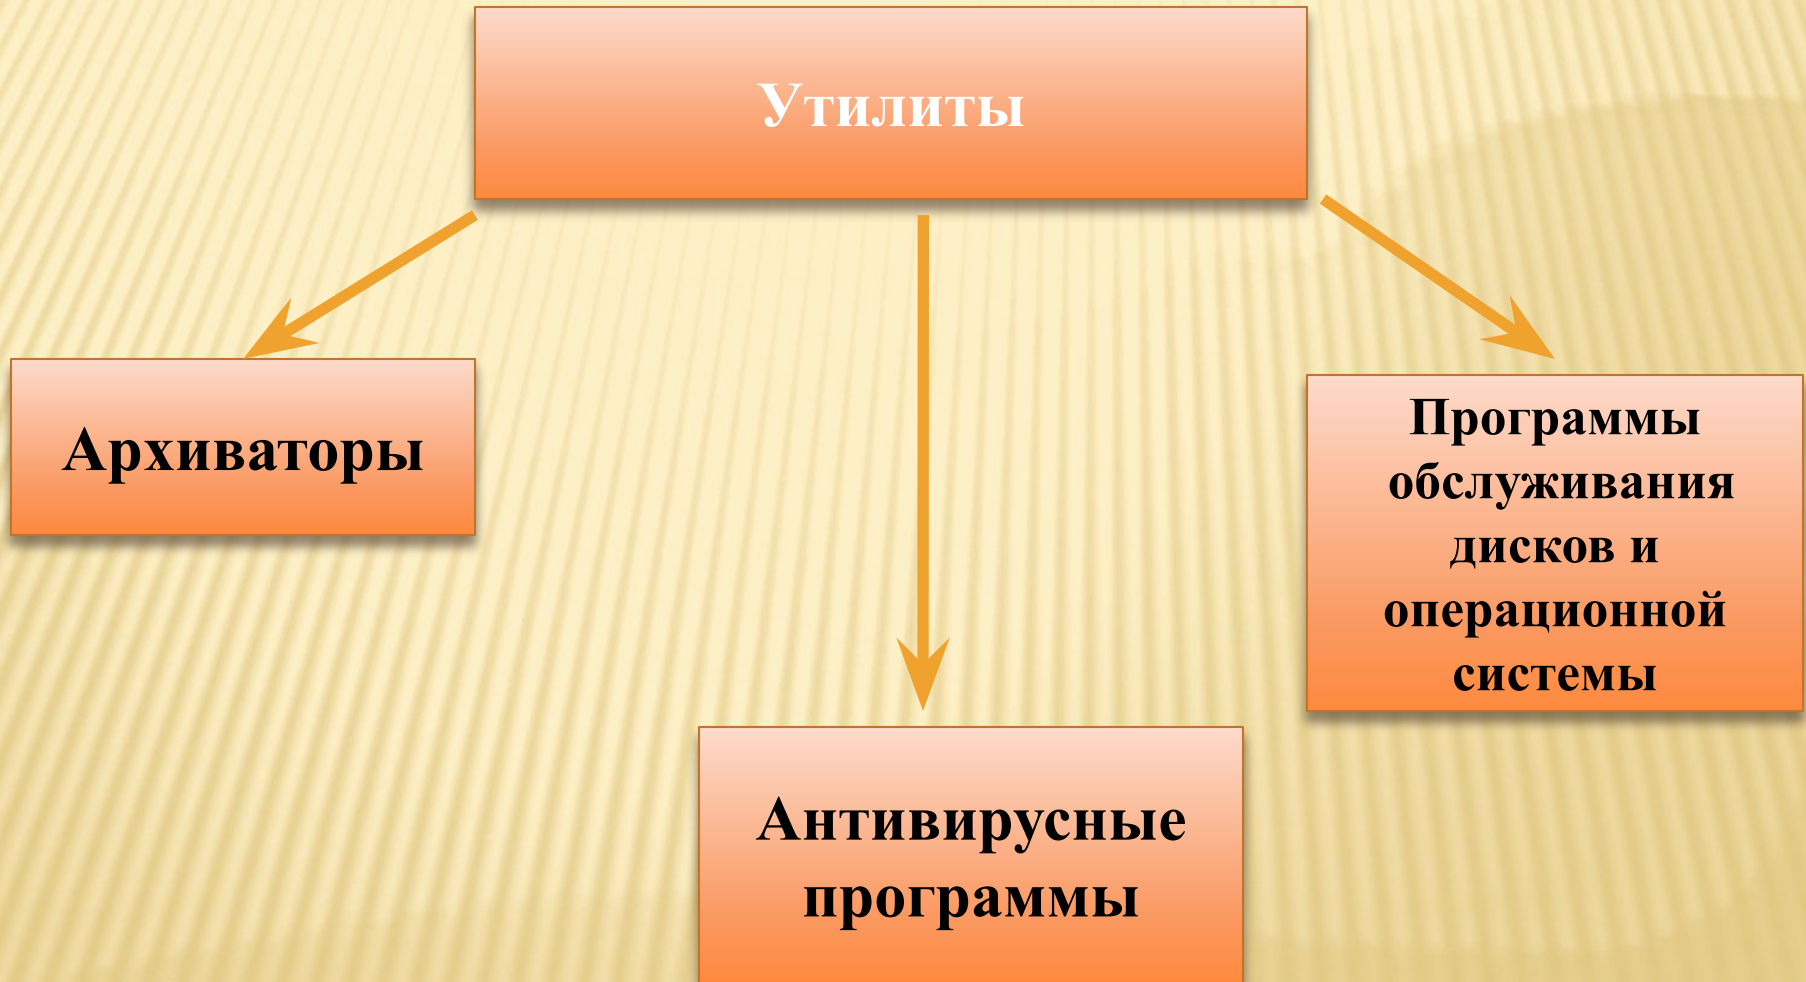 Утилиты
Архиваторы
Программы
обслуживания
дисков и
операционной
системы
Антивирусные
программы